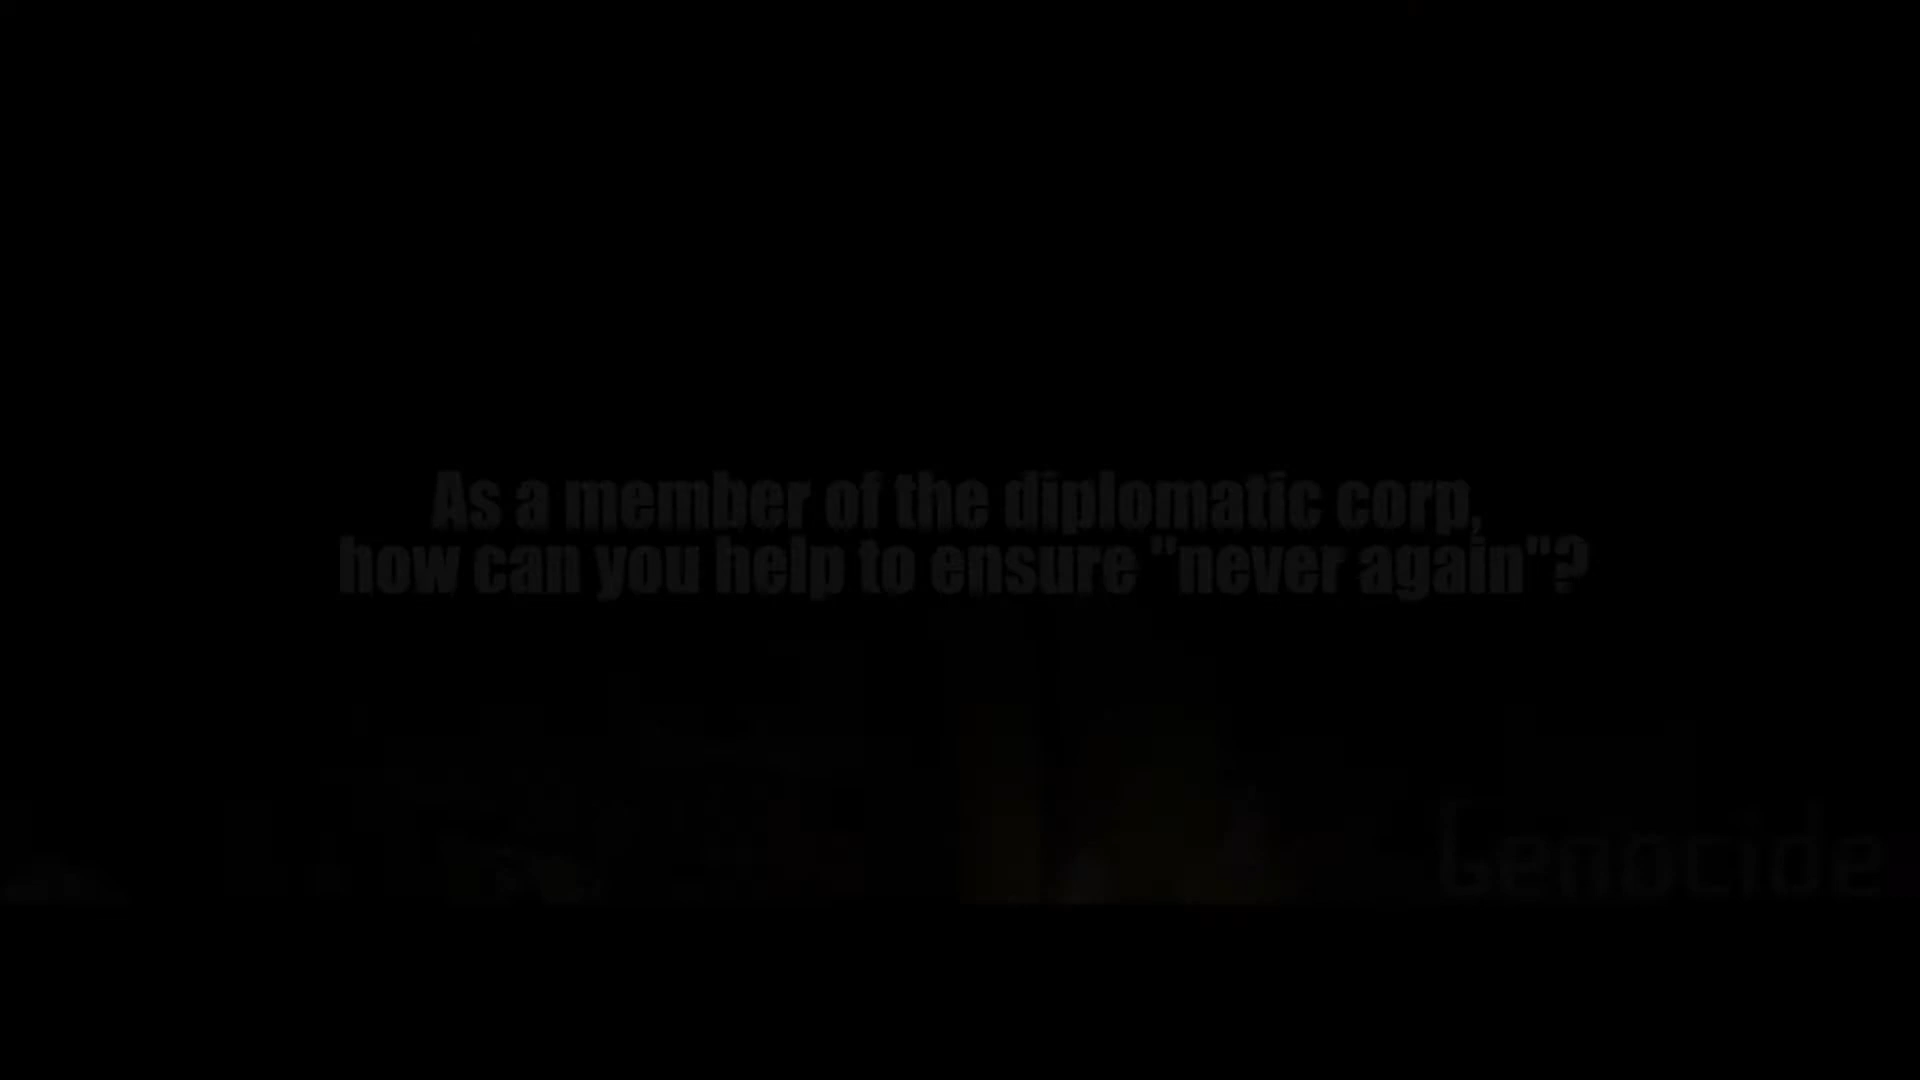 As a member of the diplomatic corp,
how can you help to ensure "never again"?
Genocide